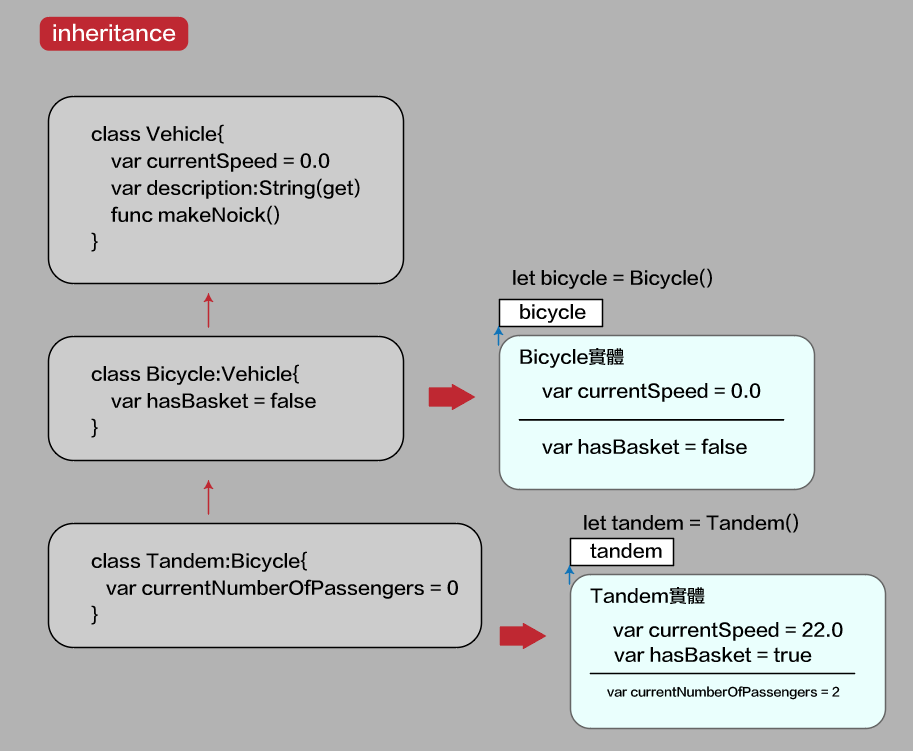 inheritance
class Vehicle{
var currentSpeed = 0.0
var description:String(get)
func makeNoick()
}
class Bicycle:Vehicle{
var hasBasket = false
}
class Tandem:Bicycle{
var currentNumberOfPassengers = 0
}
let bicycle = Bicycle()
bicycle
Bicycle實體
var currentSpeed = 0.0
var hasBasket = false
let tandem = Tandem()
tandem
Tandem實體
var currentSpeed = 22.0
var hasBasket = true
var currentNumberOfPassengers = 2